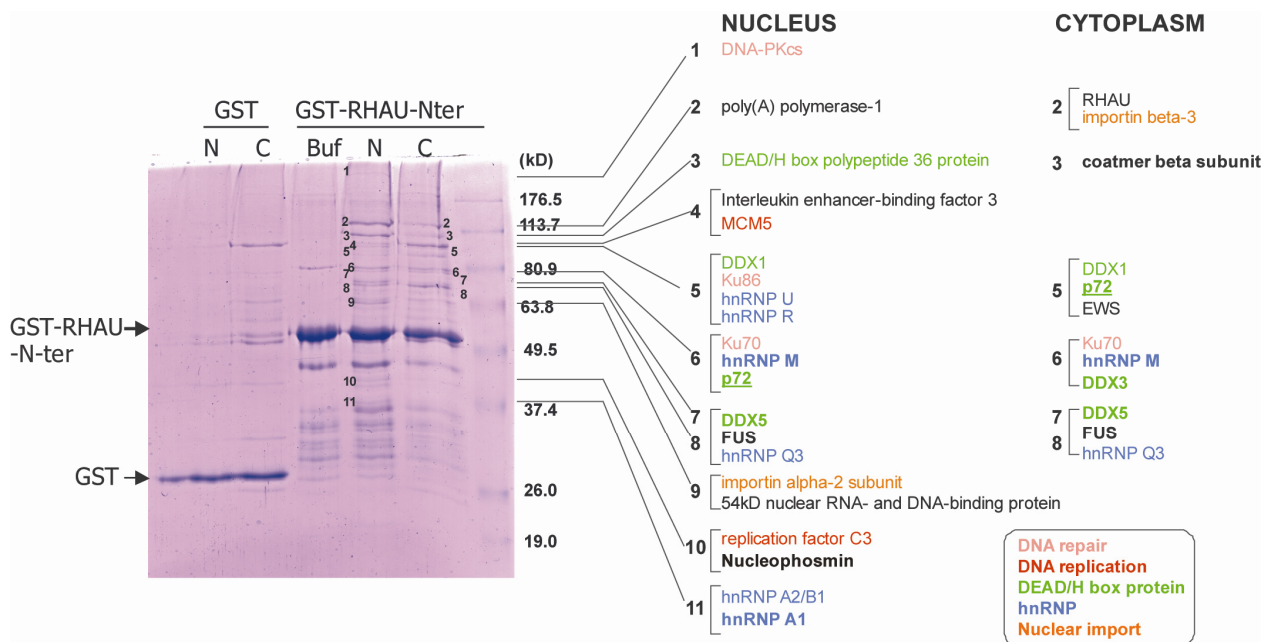 NUCLEUS
CYTOPLASM
1 DNA-PKcs
2 poly(A) polymerase-1
2 RHAU
importin beta-3
3 DEAD/H box polypeptide 36 protein
3 coatmer beta subunit
4 Interleukin enhancer-binding factor 3
MCM5
5 DDX1
Ku86
hnRNP U
hnRNP R
5 DDX1
p72
EWS
6 Ku70
hnRNP M
p72
6 Ku70
hnRNP M
DDX3
7 DDX5
8 FUS
hnRNP Q3
7 DDX5
8 FUS
hnRNP Q3
9 importin alpha-2 subunit
54kD nuclear RNA- and DNA-binding protein
10 replication factor C3
Nucleophosmin
11 hnRNP A2/B1
hnRNP A1
GST GST-RHAU-Nter
N C Buf N C
(kD)
176.5
113.7
80.9
63.8
49.5
37.4
26.0
19.0
1
2
3
4
5
6
7
8
9
10
11
2
3
5
6
7
8
GST-RHAU
-N-ter
GST
DNA repair
DNA replication
DEAD/H box protein
hnRNP
Nuclear import